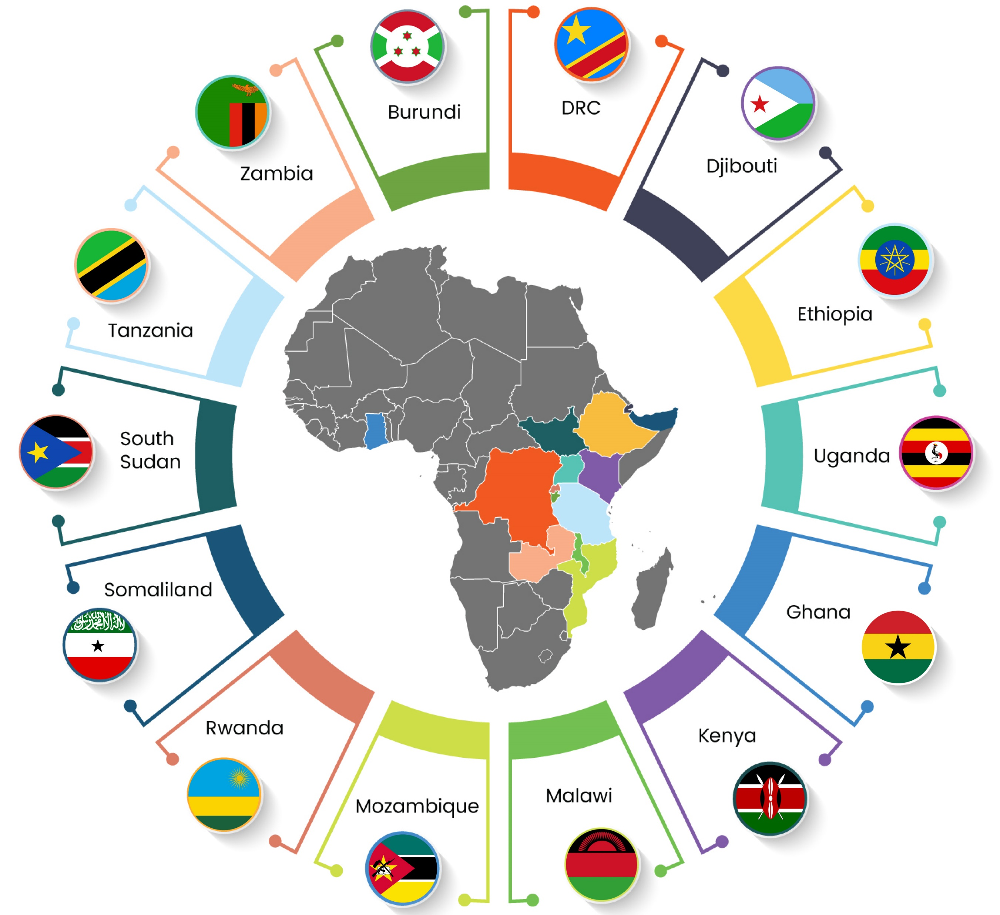 Burundi
DRC
Djibouti
Zambia
Ethiopia
Tanzania
Uganda
South
Sudan
Ghana
Somaliland
Kenya
Rwanda
Malawi
Mozambique